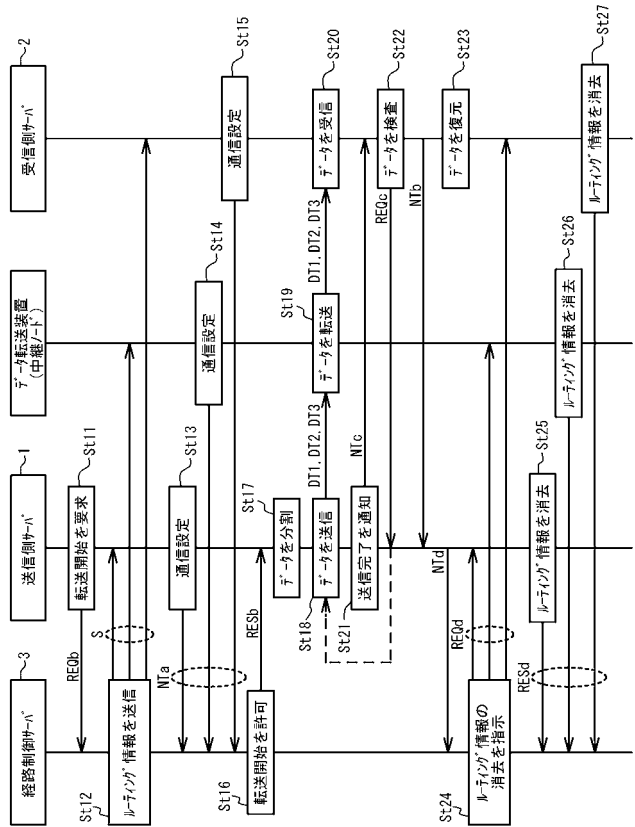 経路制御サーバ
3
送信側サーバ
1
データ転送装置
(中継ノード)
受信側サーバ
2
REQb
転送開始を要求
St11
St12
ルーティング情報を送信
S
NTa
通信設定
St13
通信設定
St14
通信設定
St15
St16
転送開始を許可
RESb
St17
データを分割
St18
データを送信
DT1, DT2, DT3
St19
データを転送
DT1, DT2, DT3
St20
データを受信
St21
送信完了を通知
NTc
REQc
St22
データを検査
NTb
St23
データを復元
NTd
St24
ルーティング情報の
消去を指示
REQd
RESd
ルーティング情報を消去
St25
ルーティング情報を消去
St26
ルーティング情報を消去
St27